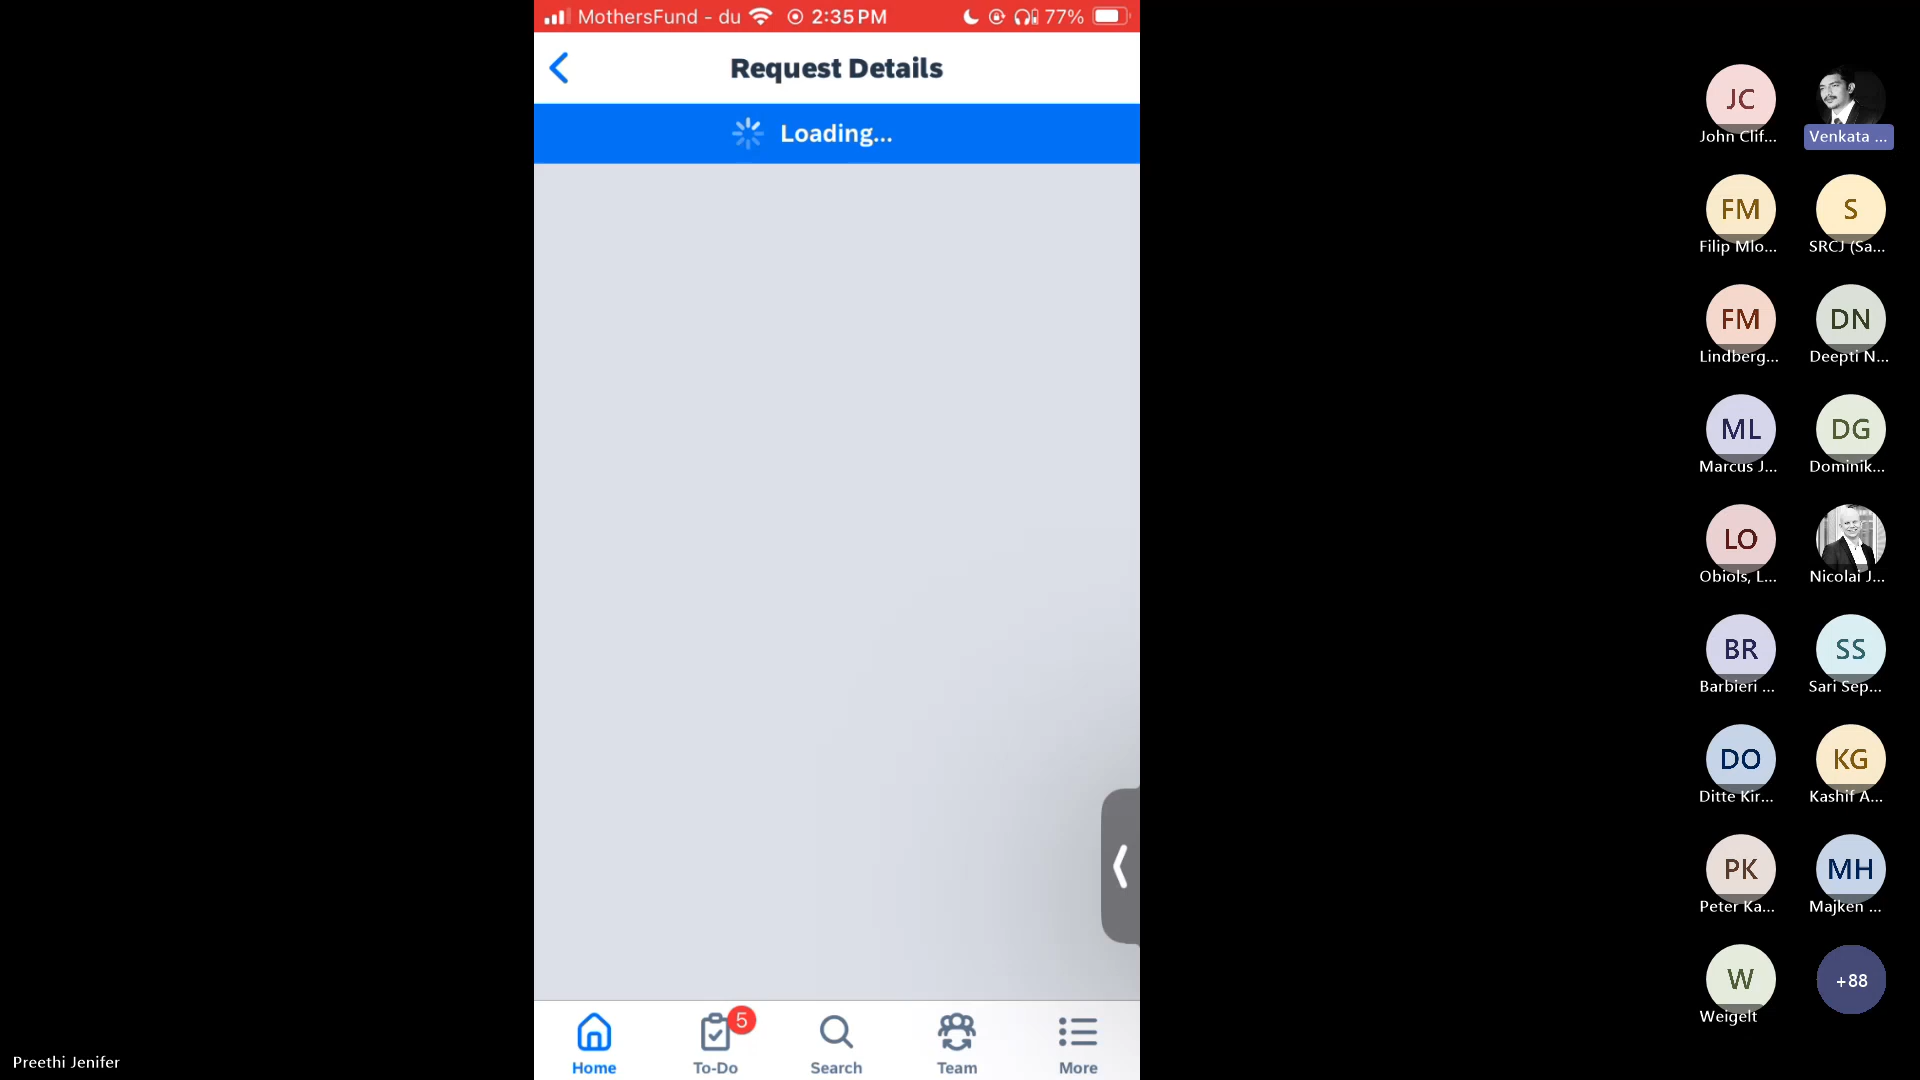 MothersFund - du 2:35 PM 77%
Request Details
Loading...
5
Home To-Do Search Team More
Preethi Jenifer
JC
John Clif... Venkata ...
FM S
Filip Mlo... SRCJ (Sa...
FM DN
Lindberg... Deepti N...
ML DG
Marcus J... Dominik...
LO
Obiols, L... Nicolai J...
BR SS
Barbieri ... Sari Sep...
DO KG
Ditte Kir... Kashif A...
PK MH
Peter Ka... Majken ...
W +88
Weigelt